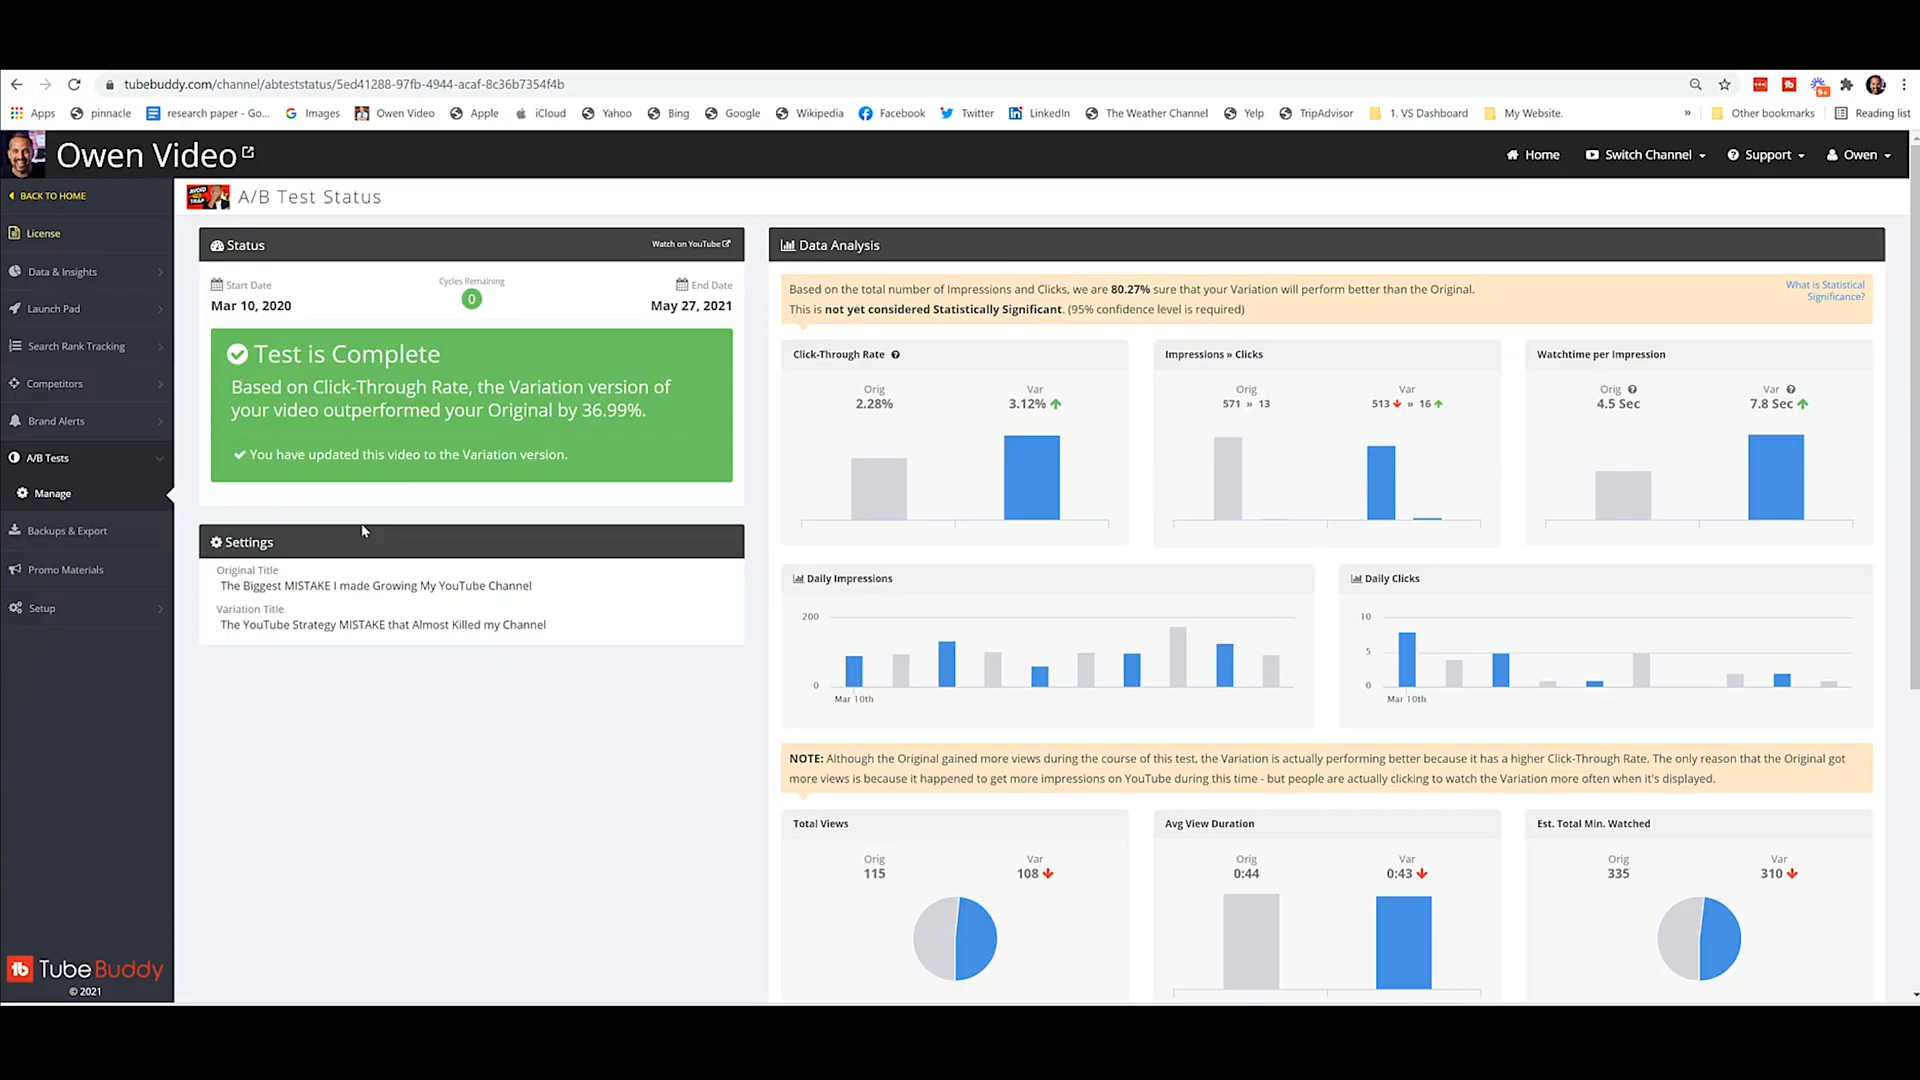 tubebuddy.com/channel/abteststatus/5ed41288-97fb-4944-acaf-8c36b7354f4b
9+
Apps pinnacle research paper - Go... Images Owen Video Apple iCloud Yahoo Bing Google Wikipedia Facebook Twitter LinkedIn The Weather Channel Yelp TripAdvisor 1. VS Dashboard My Website. » Other bookmarks Reading list
Owen Video
Home Switch Channel Support Owen
BACK TO HOME
License
Data & Insights
Launch Pad
Search Rank Tracking
Competitors
Brand Alerts
A/B Tests
Manage
Backups & Export
Promo Materials
Setup
TubeBuddy
© 2021
AVOID
TRAP
A/B Test Status
Status
Watch on YouTube
Start Date
Cycles Remaining
End Date
Mar 10, 2020
0
May 27, 2021
Test is Complete
Based on Click-Through Rate, the Variation version of
your video outperformed your Original by 36.99%.
You have updated this video to the Variation version.
Settings
Original Title
The Biggest MISTAKE I made Growing My YouTube Channel
Variation Title
The YouTube Strategy MISTAKE that Almost Killed my Channel
Data Analysis
Based on the total number of Impressions and Clicks, we are 80.27% sure that your Variation will perform better than the Original.
This is not yet considered Statistically Significant. (95% confidence level is required)
What is Statistical
Significance?
Click-Through Rate
Orig Var
2.28% 3.12%
Impressions » Clicks
Orig Var
571 » 13 513 » 16
Watchtime per Impression
Orig Var
4.5 Sec 7.8 Sec
Daily Impressions
200
0
Mar 10th
Daily Clicks
10
5
0
Mar 10th
NOTE: Although the Original gained more views during the course of this test, the Variation is actually performing better because it has a higher Click-Through Rate. The only reason that the Original got
more views is because it happened to get more impressions on YouTube during this time - but people are actually clicking to watch the Variation more often when it's displayed.
Total Views
Orig Var
115 108
Avg View Duration
Orig Var
0:44 0:43
Est. Total Min. Watched
Orig Var
335 310